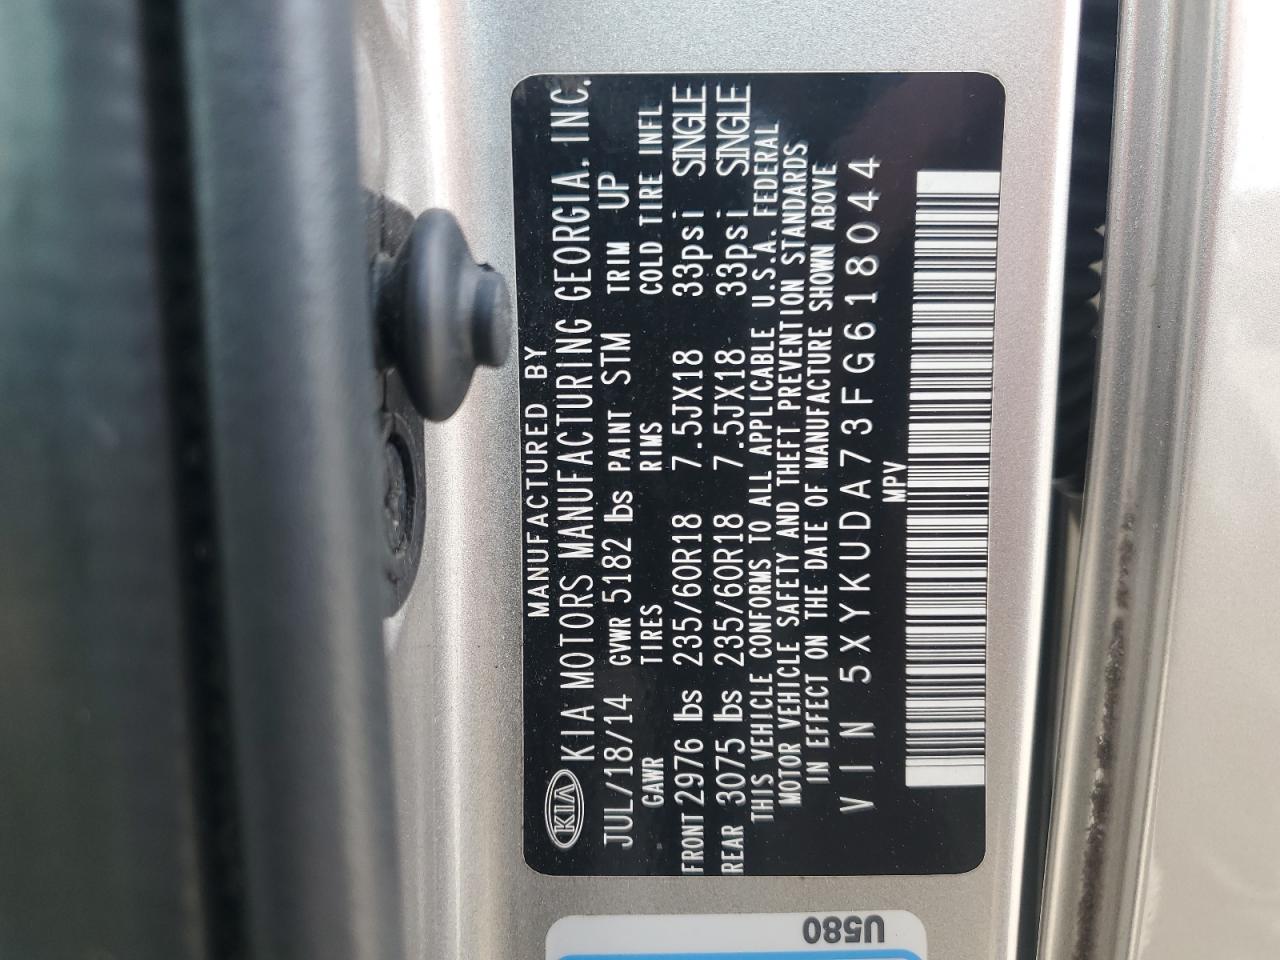 MANUFACTURED BY
KIA KIA MOTORS MANUFACTURING GEORGIA, INC.
JUL/18/14 GVWR 5182 lbs PAINT STM TRIM UP
GAWR TIRES RIMS COLD TIRE INFL
FRONT 2976 lbs 235/60R18 7.5JX18 33psi SINGLE
REAR 3075 lbs 235/60R18 7.5JX18 33psi SINGLE
THIS VEHICLE CONFORMS TO ALL APPLICABLE U.S.A. FEDERAL
MOTOR VEHICLE SAFETY AND THEFT PREVENTION STANDARDS
IN EFFECT ON THE DATE OF MANUFACTURE SHOWN ABOVE
VIN 5XYKUDA73FG618044
MPV
U580